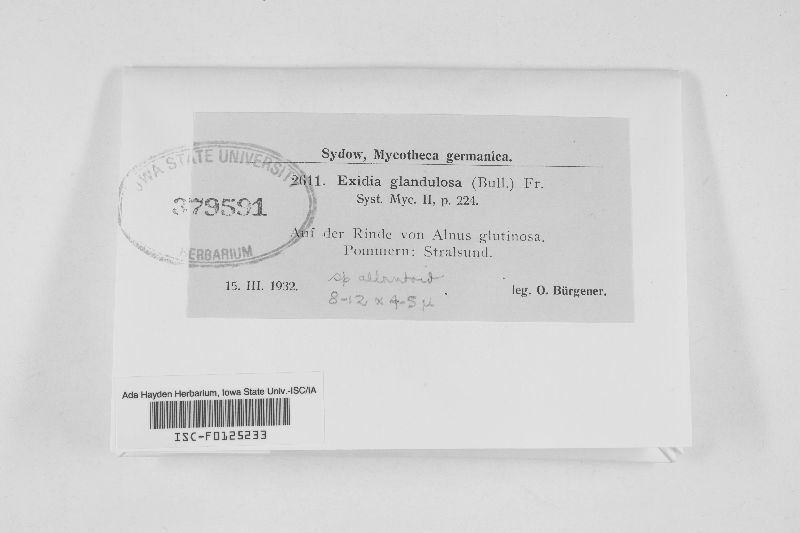 Sydow, Mycotheca germanica.
IOWA STATE UNIVERSITY
379591
HERBARIUM
2611. Exidia glandulosa (Bull.) Fr.
Syst. Myc. II, p. 224.
Auf der Rinde von Alnus glutinosa.
Pommern: Stralsund.
15. III. 1932.
leg. O. Bürgener.
sp allantoid
8-12 x 4-5 µ
Ada Hayden Herbarium, Iowa State Univ.-ISC/IA
ISC-F0125233